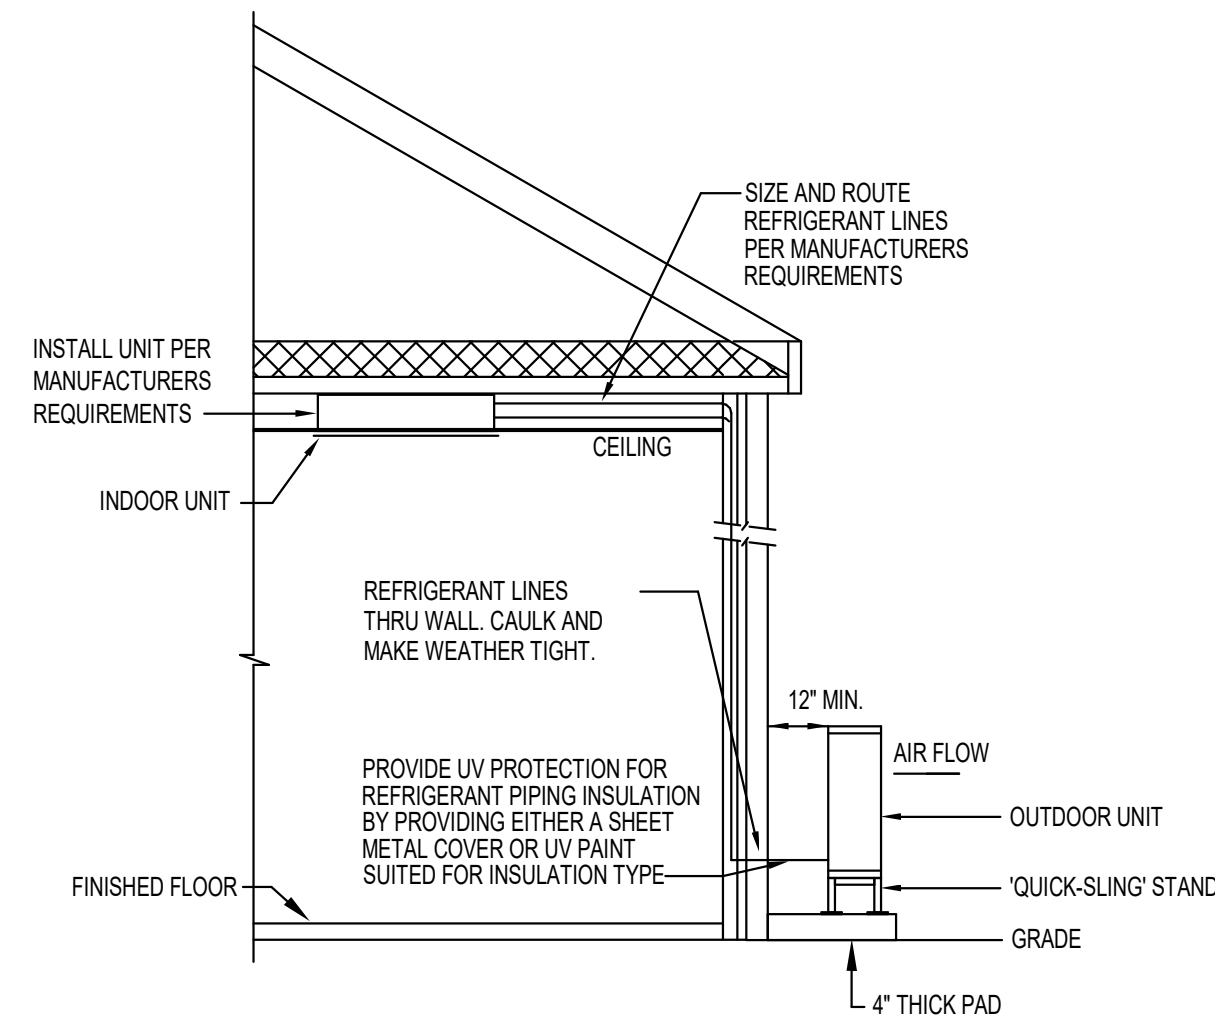 SIZE AND ROUTE
REFRIGERANT LINES
PER MANUFACTURERS
REQUIREMENTS
INSTALL UNIT PER
MANUFACTURERS
REQUIREMENTS
CEILING
INDOOR UNIT
REFRIGERANT LINES
THRU WALL. CAULK AND
MAKE WEATHER TIGHT.
12" MIN.
AIR FLOW
PROVIDE UV PROTECTION FOR
REFRIGERANT PIPING INSULATION
BY PROVIDING EITHER A SHEET
METAL COVER OR UV PAINT
SUITED FOR INSULATION TYPE
OUTDOOR UNIT
FINISHED FLOOR
'QUICK-SLING' STAND
GRADE
4" THICK PAD